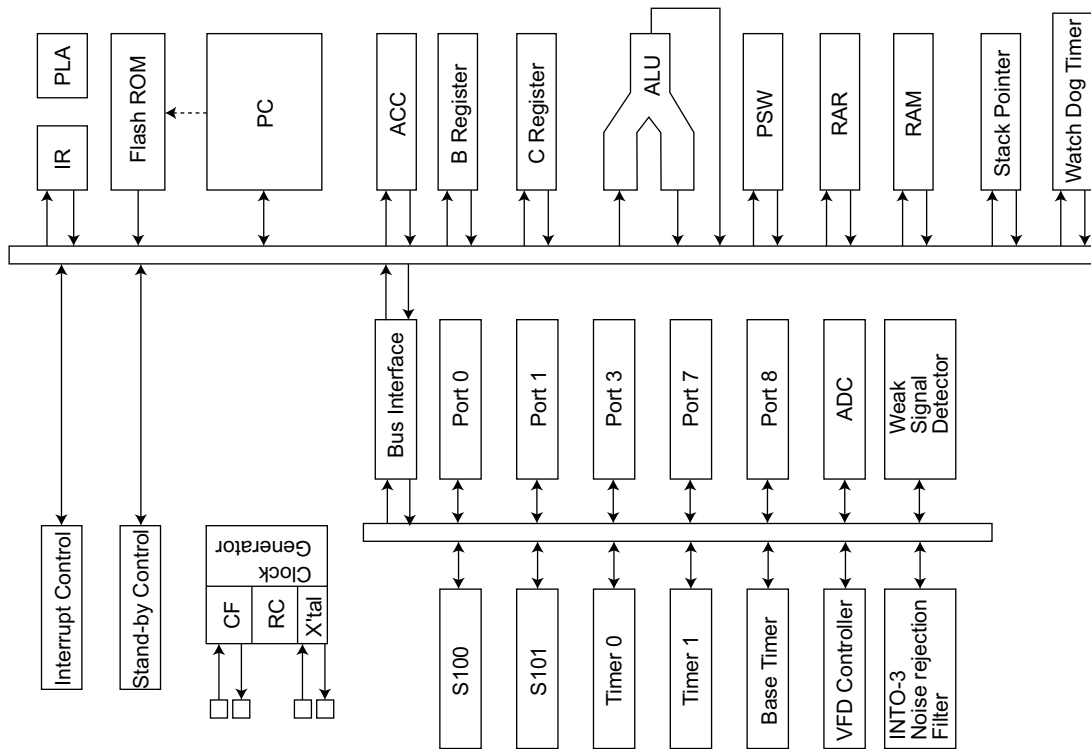 PLA
IR
Flash ROM
PC
ACC
B Register
C Register
ALU
PSW
RAR
RAM
Stack Pointer
Watch Dog Timer
Bus Interface
Port 0
Port 1
Port 3
Port 7
Port 8
ADC
Weak
Signal
Detector
Interrupt Control
Stand-by Control
Clock
Generator
CF
RC
X'tal
S100
S101
Timer 0
Timer 1
Base Timer
VFD Controller
INTO-3
Noise rejection
Filter